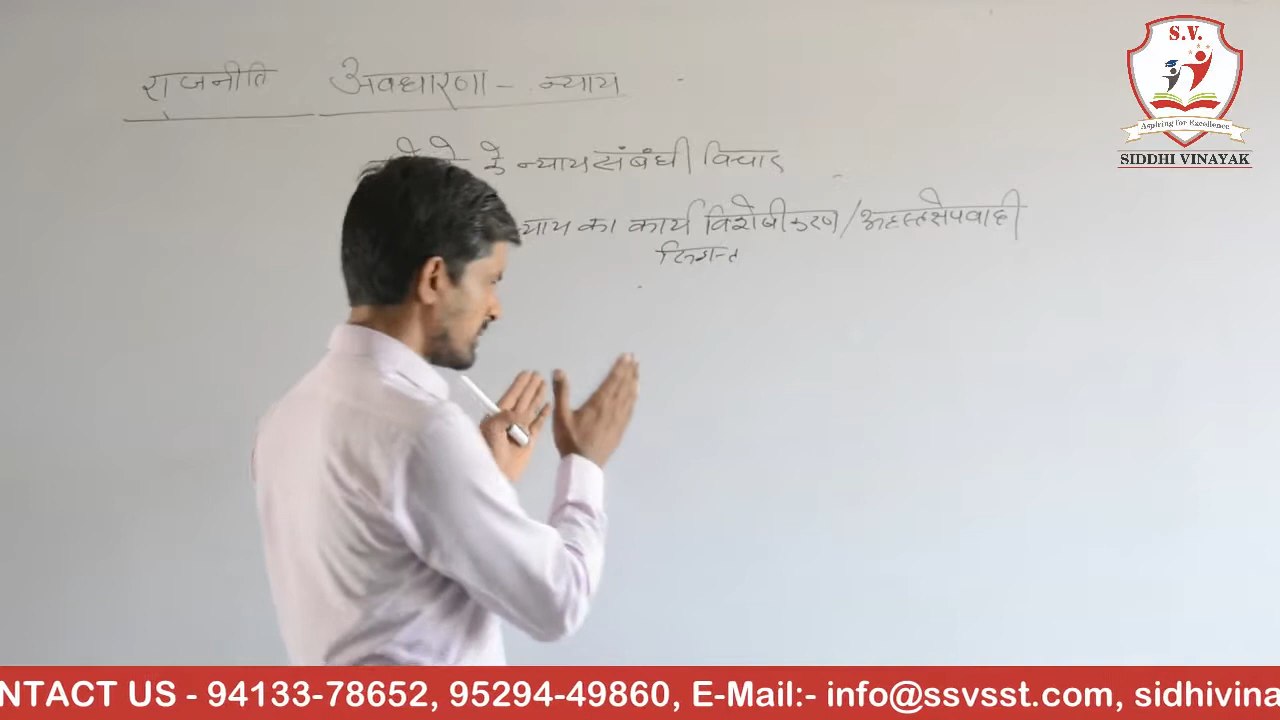 राजनीति अवधारणा - न्याय
के न्याय संबंधी विचार
न्याय का कार्य विशेषीकरण/अहस्तक्षेपवादी
S.V.
Aspiring for Excellence
SIDDHI VINAYAK
NTACT US - 94133-78652, 95294-49860, E-Mail:- info@ssvsst.com, sidhivina